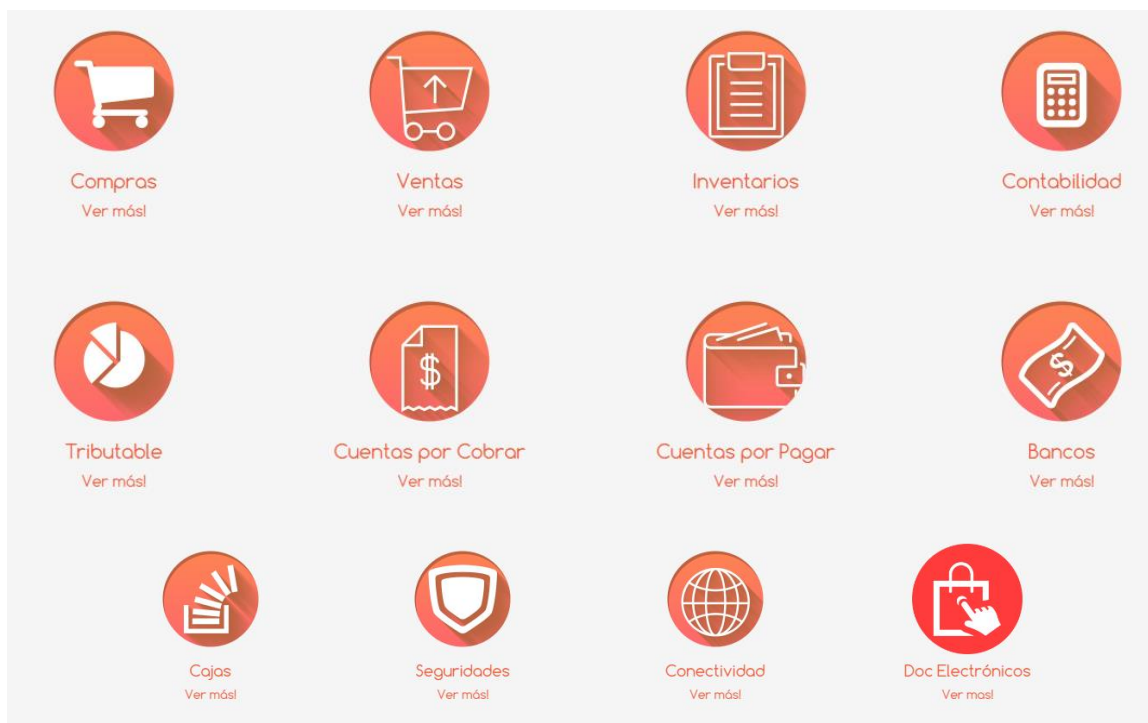 Compras
Ver más!
Ventas
Ver más!
Inventarios
Ver más!
Contabilidad
Ver más!
Tributable
Ver más!
$
Cuentas por Cobrar
Ver más!
Cuentas por Pagar
Ver más!
$
Bancos
Ver más!
Cajas
Ver más!
Seguridades
Ver más!
Conectividad
Ver más!
Doc Electrónicos
Ver mas!